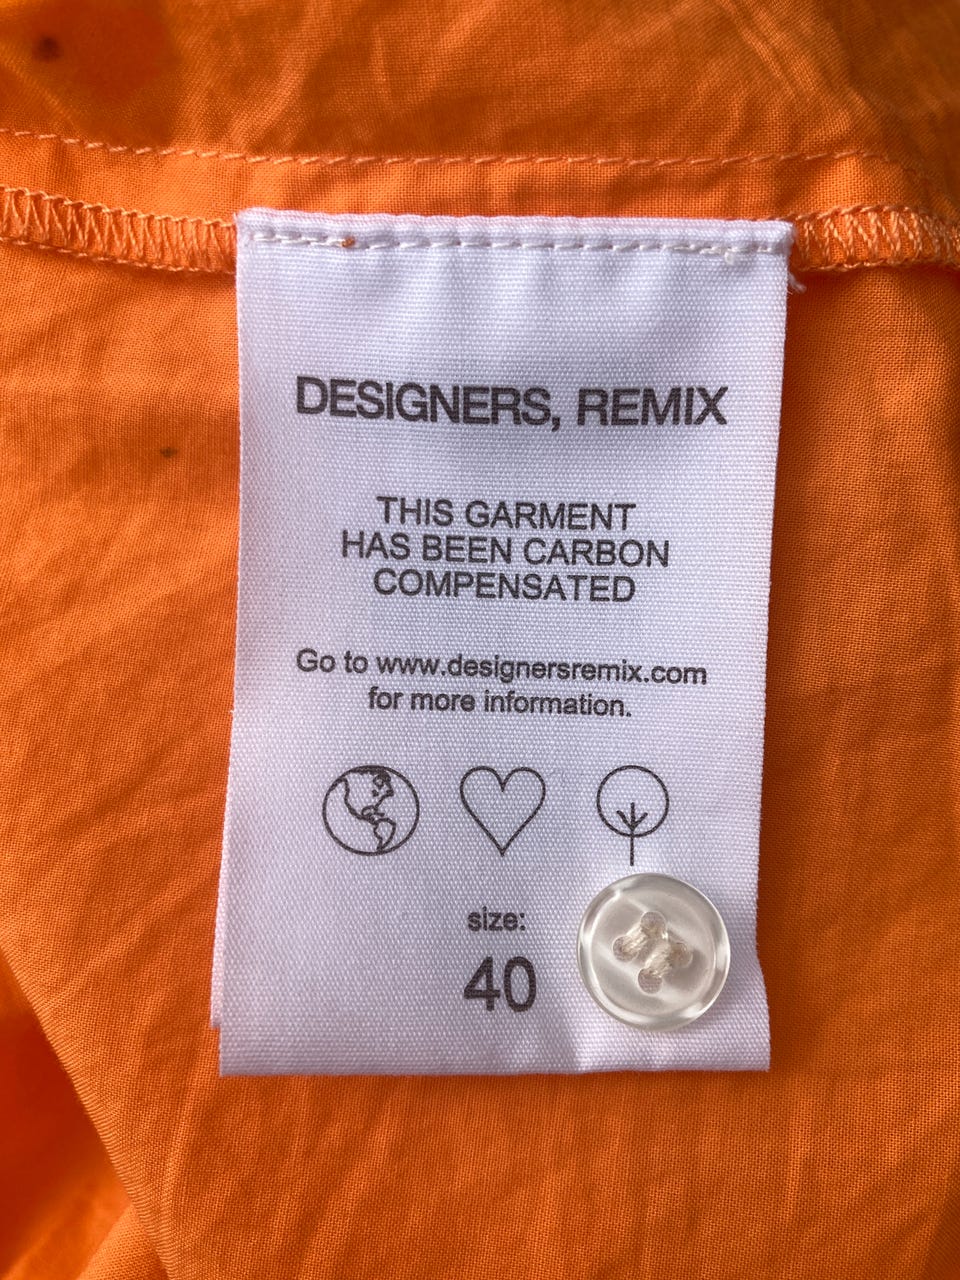 DESIGNERS, REMIX
THIS GARMENT
HAS BEEN CARBON
COMPENSATED
Go to www.designersremix.com
for more information.
size:
40